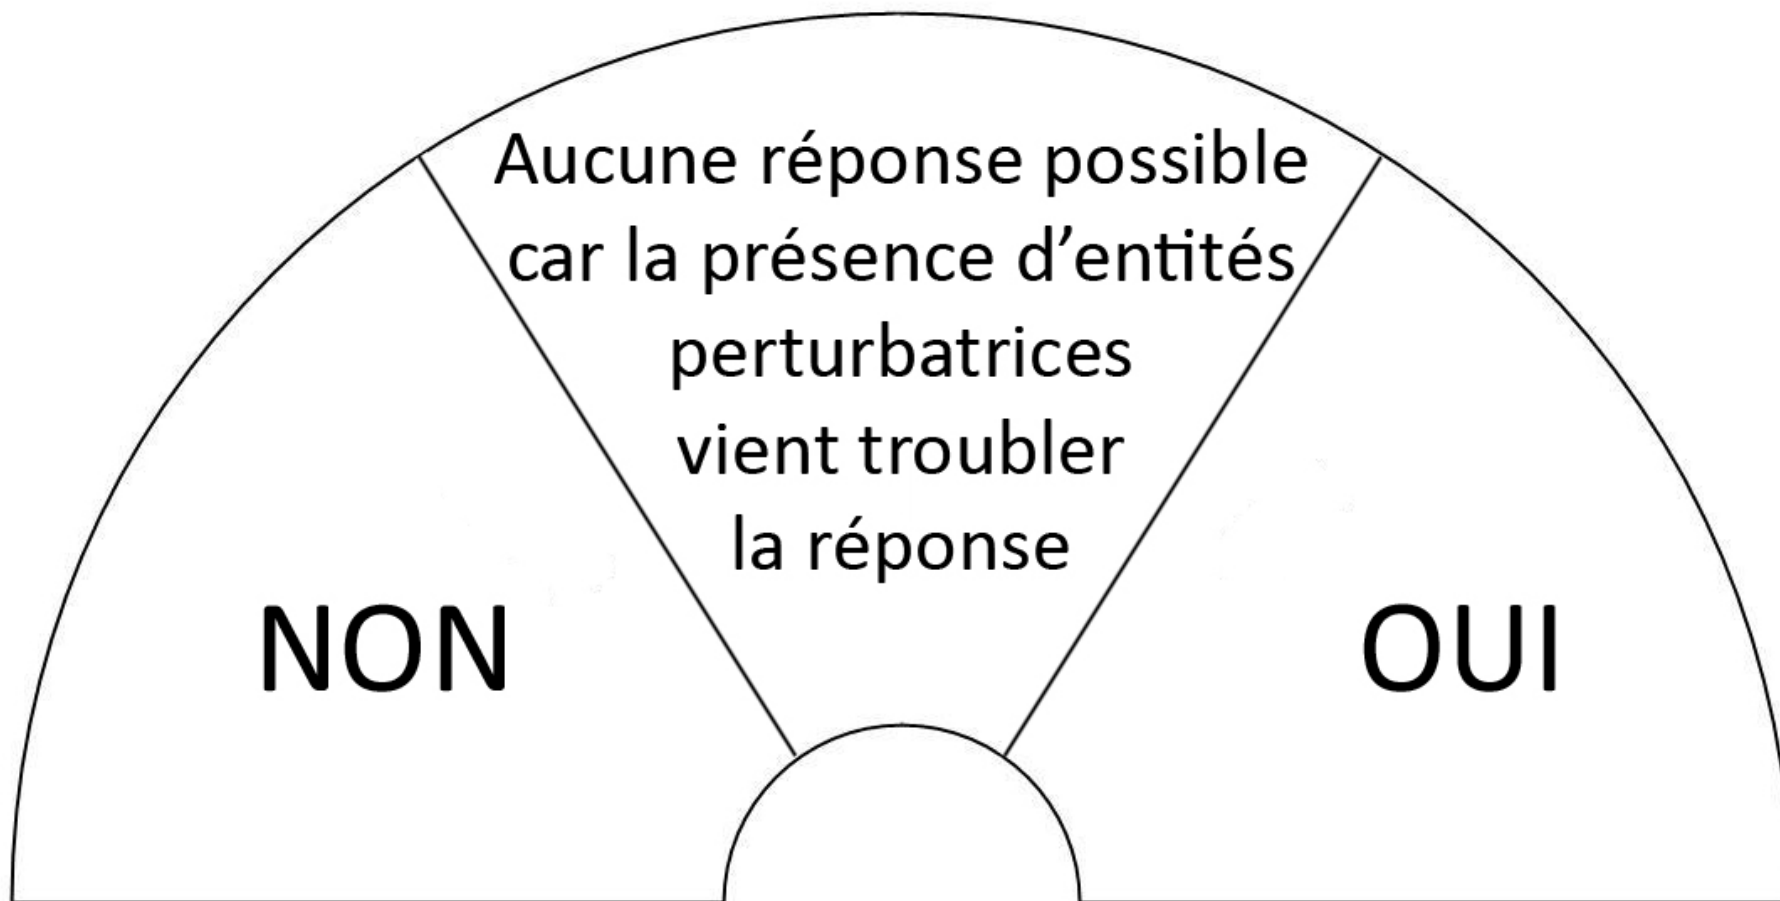 Aucune réponse possible
car la présence d’entités
perturbatrices
vient troubler
la réponse
NON
OUI